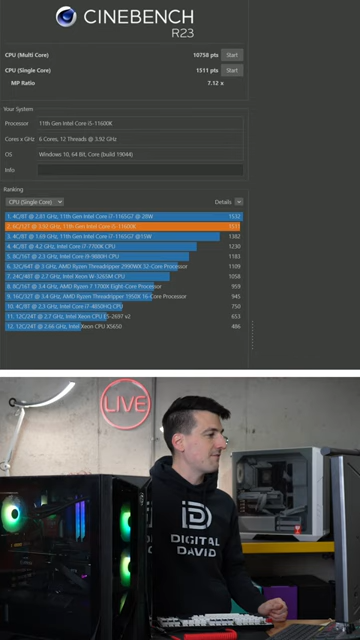 CINEBENCH
R23
CPU (Multi Core) 10758 pts Start
CPU (Single Core) 1511 pts Start
MP Ratio 7.12 x
Your System
Processor 11th Gen Intel Core i5-11600K
Cores x GHz 6 Cores, 12 Threads @ 3.92 GHz
OS Windows 10, 64 Bit, Core (build 19044)
Info
Ranking
CPU (Single Core) Details
1. 4C/8T @ 2.81 GHz, 11th Gen Intel Core i7-1165G7 @ 28W 1532
2. 6C/12T @ 3.92 GHz, 11th Gen Intel Core i5-11600K 1511
3. 4C/8T @ 1.69 GHz, 11th Gen Intel Core i7-1165G7 @15W 1382
4. 4C/8T @ 4.2 GHz, Intel Core i7-7700K CPU 1230
5. 8C/16T @ 2.3 GHz, Intel Core i9-9880H CPU 1183
6. 32C/64T @ 3 GHz, AMD Ryzen Threadripper 2990WX 32-Core Processor 1109
7. 24C/48T @ 2.7 GHz, Intel Xeon W-3265M CPU 1058
8. 8C/16T @ 3.4 GHz, AMD Ryzen 7 1700X Eight-Core Processor 959
9. 16C/32T @ 3.4 GHz, AMD Ryzen Threadripper 1950X 16-Core Processor 945
10. 4C/8T @ 2.3 GHz, Intel Core i7-4850HQ CPU 750
11. 12C/24T @ 2.7 GHz, Intel Xeon CPU E5-2697 v2 653
12. 12C/24T @ 2.66 GHz, Intel Xeon CPU X5650 486
LIVE
DIGITAL
DAVID